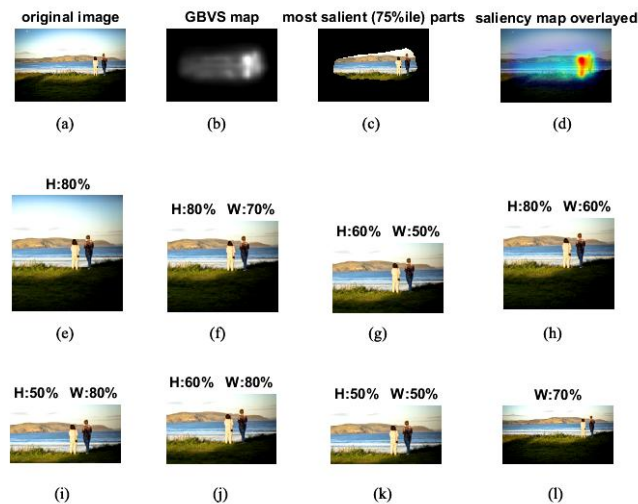 original image GBVS map most salient (75%ile) parts saliency map overlayed
(a) (b) (c) (d)
H:80%
H:80% W:70%
H:60% W:50%
H:80% W:60%
(e) (f) (g) (h)
H:50% W:80%
H:60% W:80%
H:50% W:50%
W:70%
(i) (j) (k) (l)